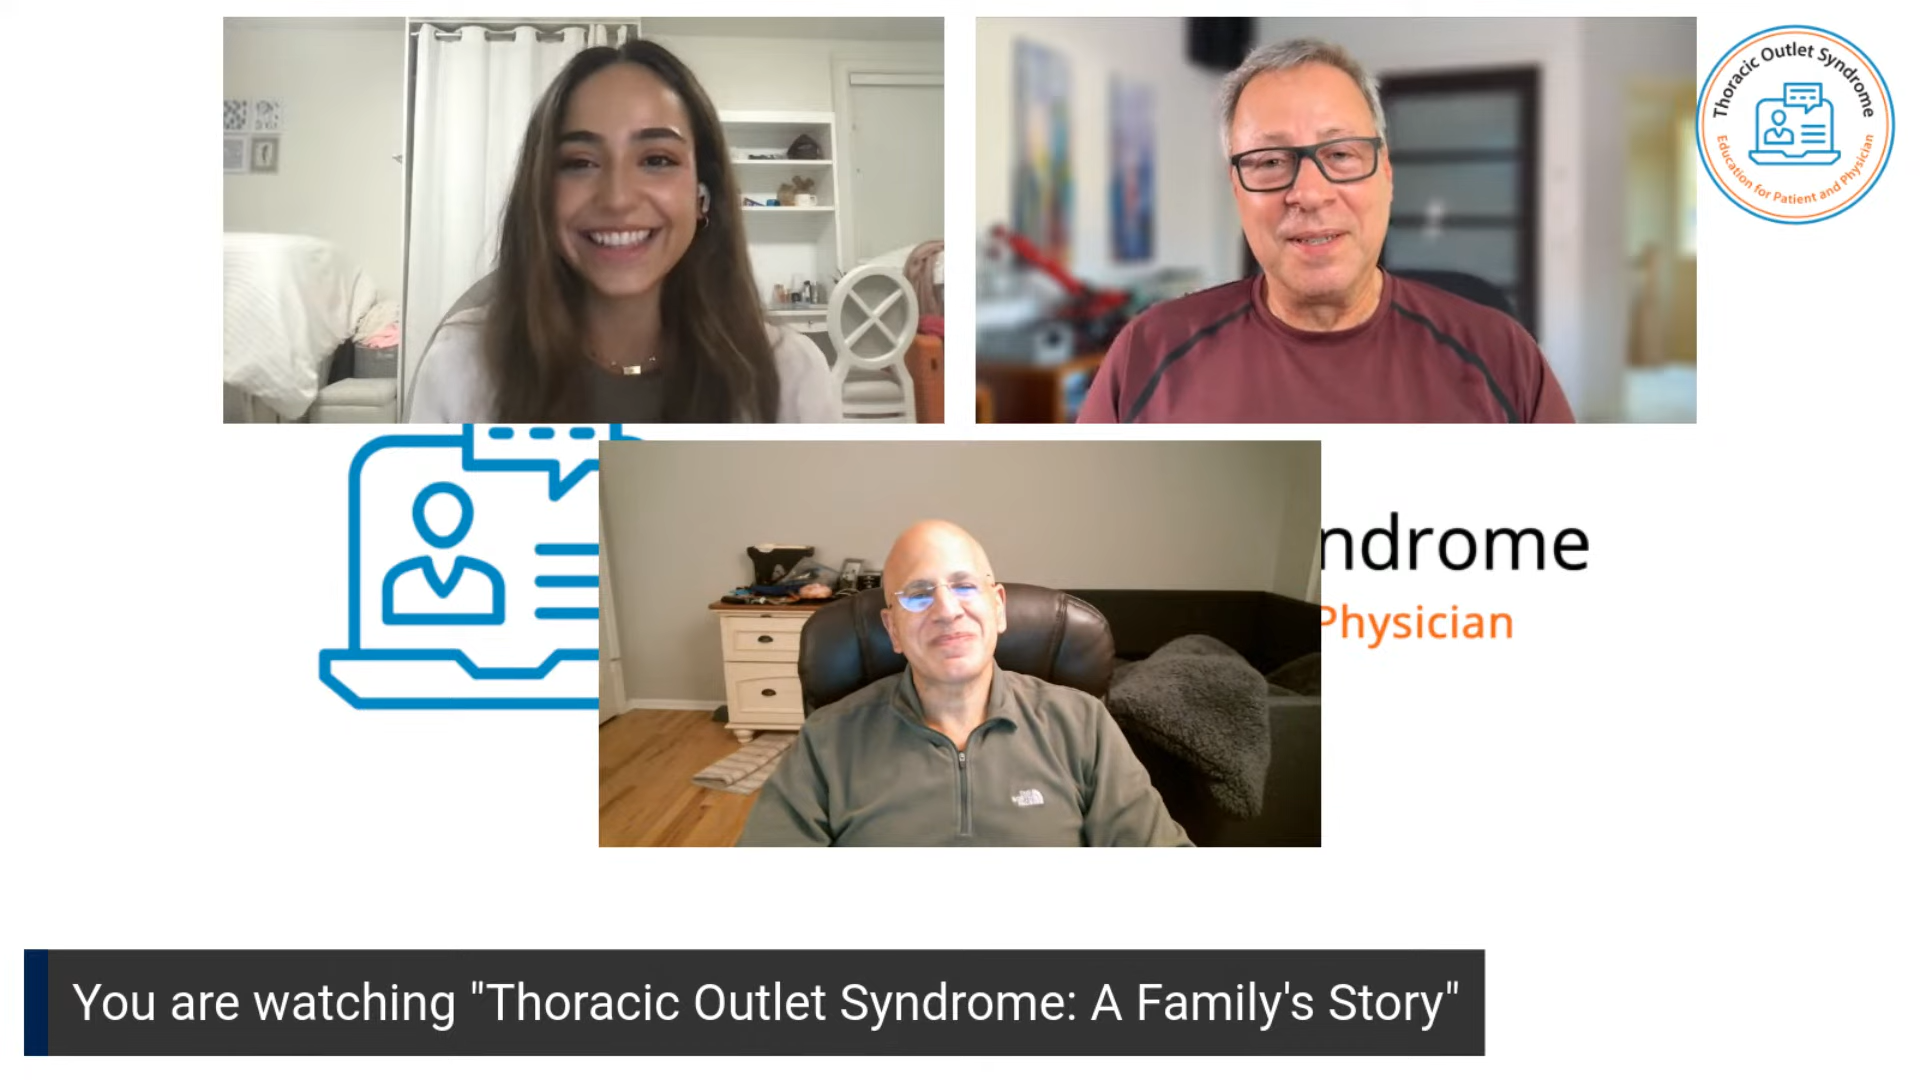 Thoracic Outlet Syndrome
Education for Patient and Physician
ndrome
Physician
You are watching "Thoracic Outlet Syndrome: A Family's Story"